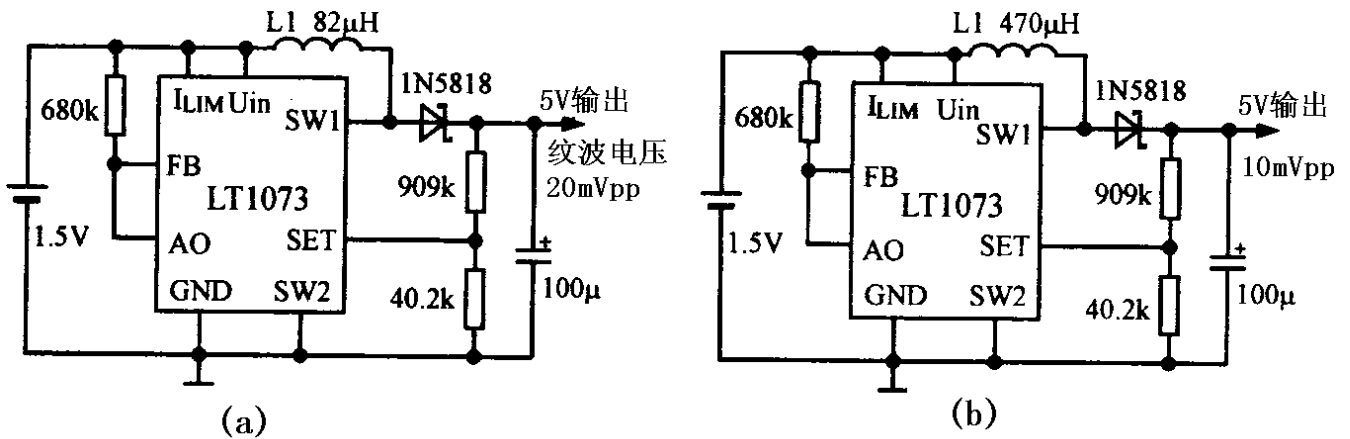 L1 82μH
1N5818
5V输出
680k
ILIM Uin
SW1
纹波电压
FB
909k
20mVpp
LT1073
1.5V
AO
SET
GND
SW2
40.2k
+
100μ
(a)
L1 470μH
1N5818
5V输出
680k
ILIM Uin
SW1
10mVpp
FB
909k
LT1073
1.5V
AO
SET
GND
SW2
40.2k
+
100μ
(b)